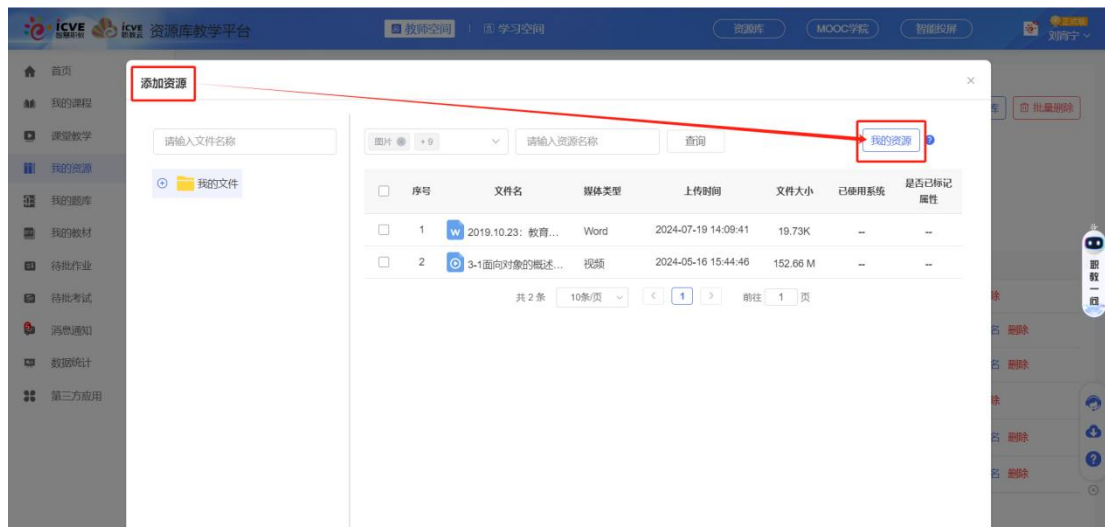 icve 智慧职教 icve 职教云 资源库教学平台 教师空间 学习空间 资源库 MOOC学院 智能投屏 正式版 刘尚宁
首页
我的课程
课堂教学
我的资源
我的题库
我的教材
待批作业
待批考试
消息通知
数据统计
第三方应用
添加资源 ×
库 批量删除
请输入文件名称 图片 +9 请输入资源名称 查询 我的资源 ?
我的文件
序号 文件名 媒体类型 上传时间 文件大小 已使用系统 是否已标记属性
1 W 2019.10.23：教育... Word 2024-07-19 14:09:41 19.73K -- --
2 3-1面向对象的概述... 视频 2024-05-16 15:44:46 152.66 M -- --
共 2 条 10条/页 < 1 > 前往 1 页
职教一问
除
名 删除
名 删除
除
名 删除
名 删除
?